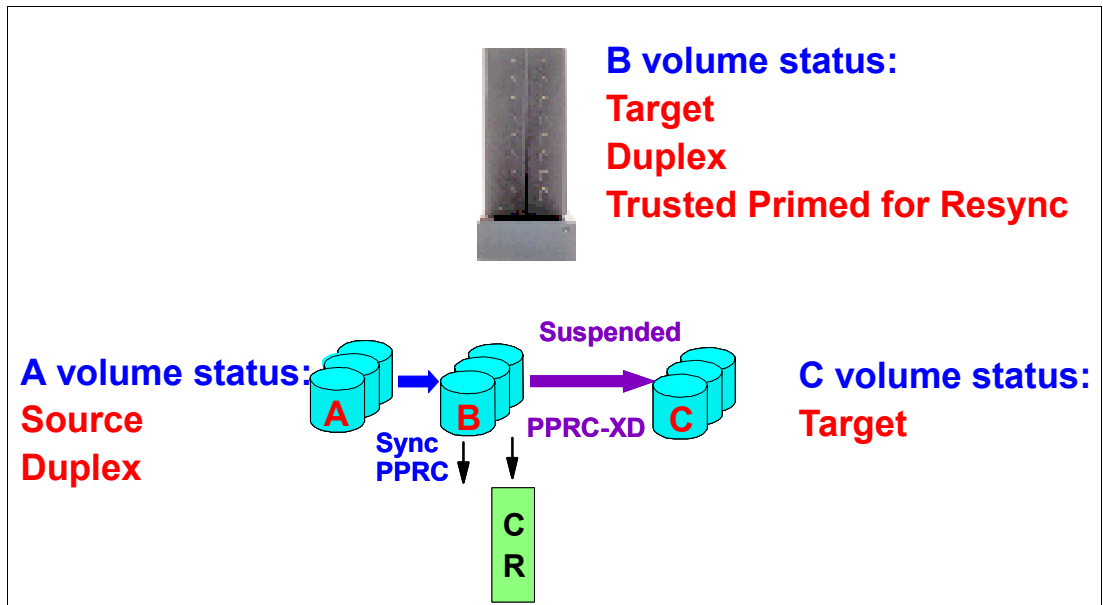 B volume status:
Target
Duplex
Trusted Primed for Resync
A volume status:
Source
Duplex
A
B
C
Suspended
PPRC-XD
Sync
PPRC
C
R
C volume status:
Target